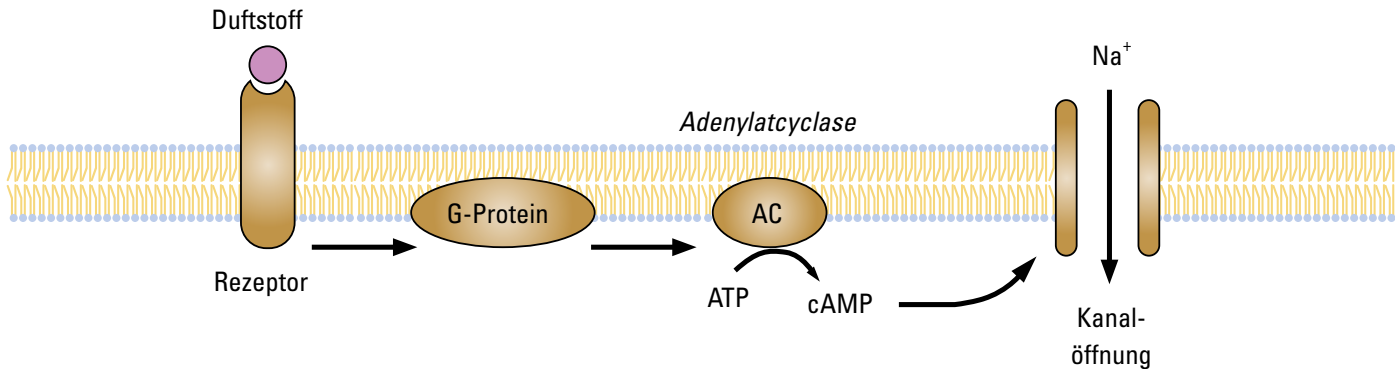 Duftstoff
Na⁺
Adenylatcyclase
G-Protein
AC
Rezeptor
ATP
cAMP
Kanal-
öffnung